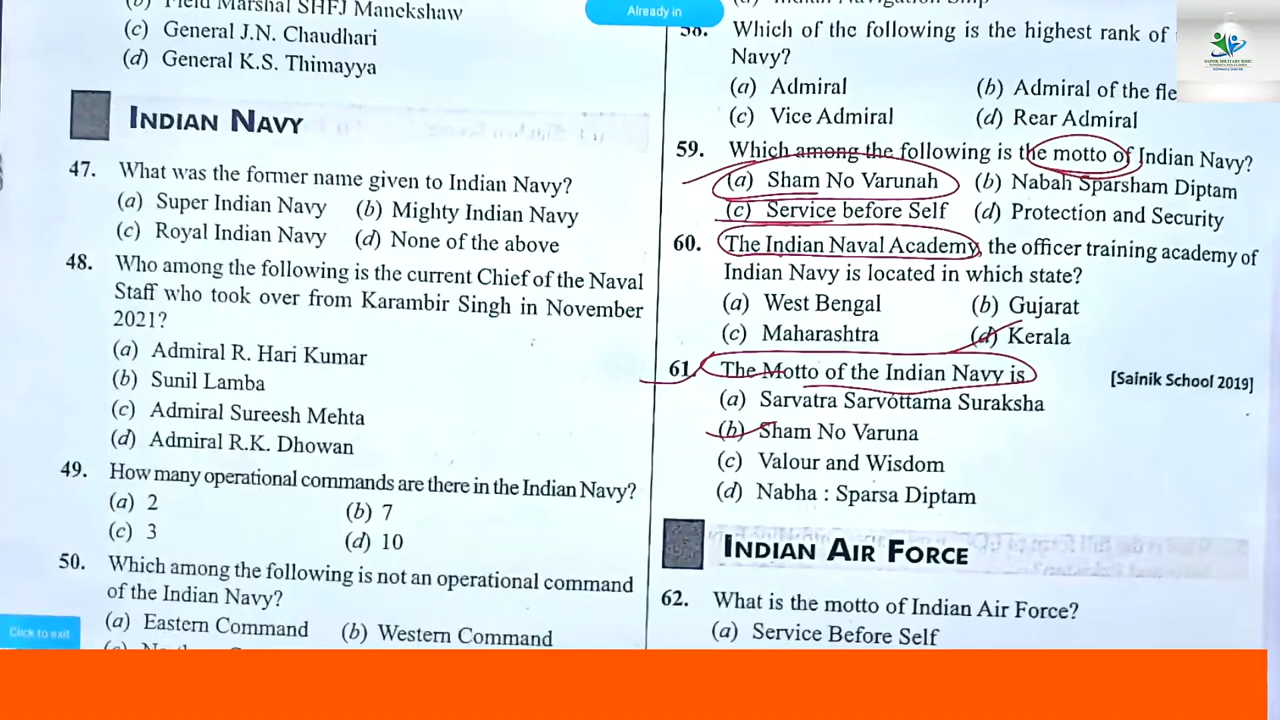 (b) Field Marshal SHFJ Manekshaw
(c) General J.N. Chaudhari
(d) General K.S. Thimayya
INDIAN NAVY
47. What was the former name given to Indian Navy?
(a) Super Indian Navy (b) Mighty Indian Navy
(c) Royal Indian Navy (d) None of the above
48. Who among the following is the current Chief of the Naval
Staff who took over from Karambir Singh in November
2021?
(a) Admiral R. Hari Kumar
(b) Sunil Lamba
(c) Admiral Sureesh Mehta
(d) Admiral R.K. Dhowan
49. How many operational commands are there in the Indian Navy?
(a) 2 (b) 7
(c) 3 (d) 10
50. Which among the following is not an operational command
of the Indian Navy?
(a) Eastern Command (b) Western Command
Click to exit
Already in
58. Which of the following is the highest rank of
Navy?
(a) Admiral (b) Admiral of the fle
(c) Vice Admiral (d) Rear Admiral
59. Which among the following is the motto of Indian Navy?
(a) Sham No Varunah (b) Nabah Sparsham Diptam
(c) Service before Self (d) Protection and Security
60. The Indian Naval Academy, the officer training academy of
Indian Navy is located in which state?
(a) West Bengal (b) Gujarat
(c) Maharashtra (d) Kerala
61. The Motto of the Indian Navy is
[Sainik School 2019]
(a) Sarvatra Sarvottama Suraksha
(b) Sham No Varuna
(c) Valour and Wisdom
(d) Nabha : Sparsa Diptam
INDIAN AIR FORCE
62. What is the motto of Indian Air Force?
(a) Service Before Self